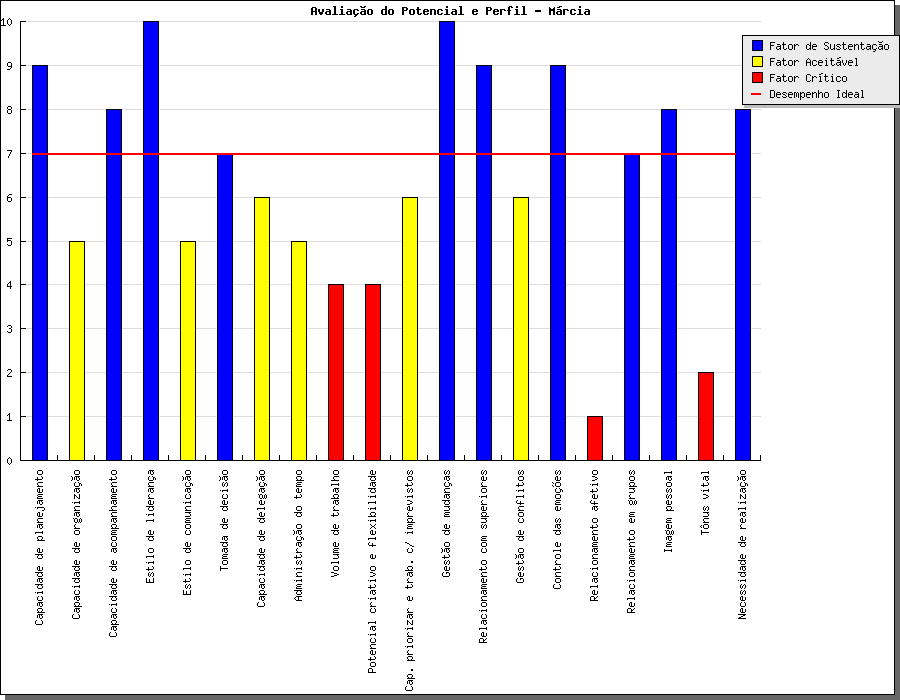 Avaliação do Potencial e Perfil - Márcia
Fator de Sustentação
Fator Aceitável
Fator Crítico
Desempenho Ideal
10
9
8
7
6
5
4
3
2
1
0
Capacidade de planejamento
Capacidade de organização
Capacidade de acompanhamento
Estilo de liderança
Estilo de comunicação
Tomada de decisão
Capacidade de delegação
Administração do tempo
Volume de trabalho
Potencial criativo e flexibilidade
Cap. priorizar e trab. c/ imprevistos
Gestão de mudanças
Relacionamento com superiores
Gestão de conflitos
Controle das emoções
Relacionamento afetivo
Relacionamento em grupos
Imagem pessoal
Tônus vital
Necessidade de realização